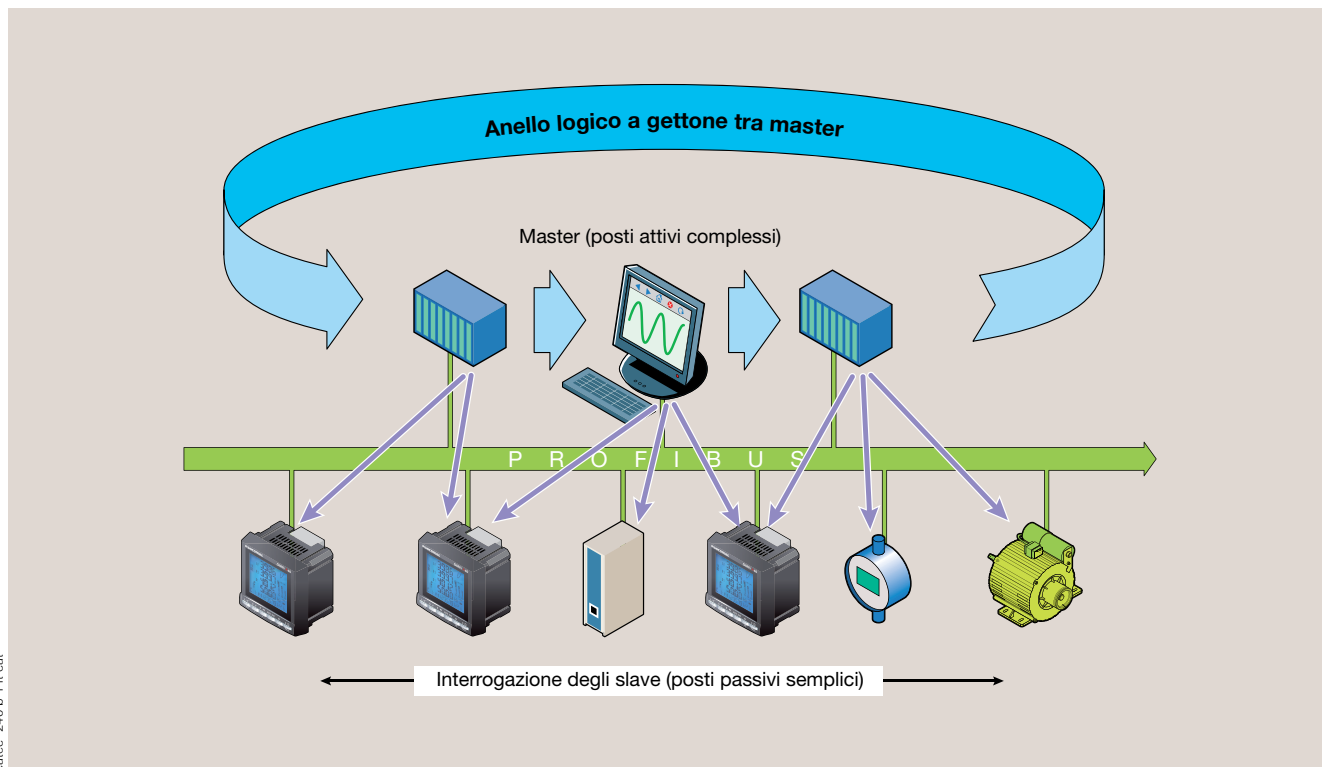 Anello logico a gettone tra master
Master (posti attivi complessi)
P R O F I B U S
Interrogazione degli slave (posti passivi semplici)